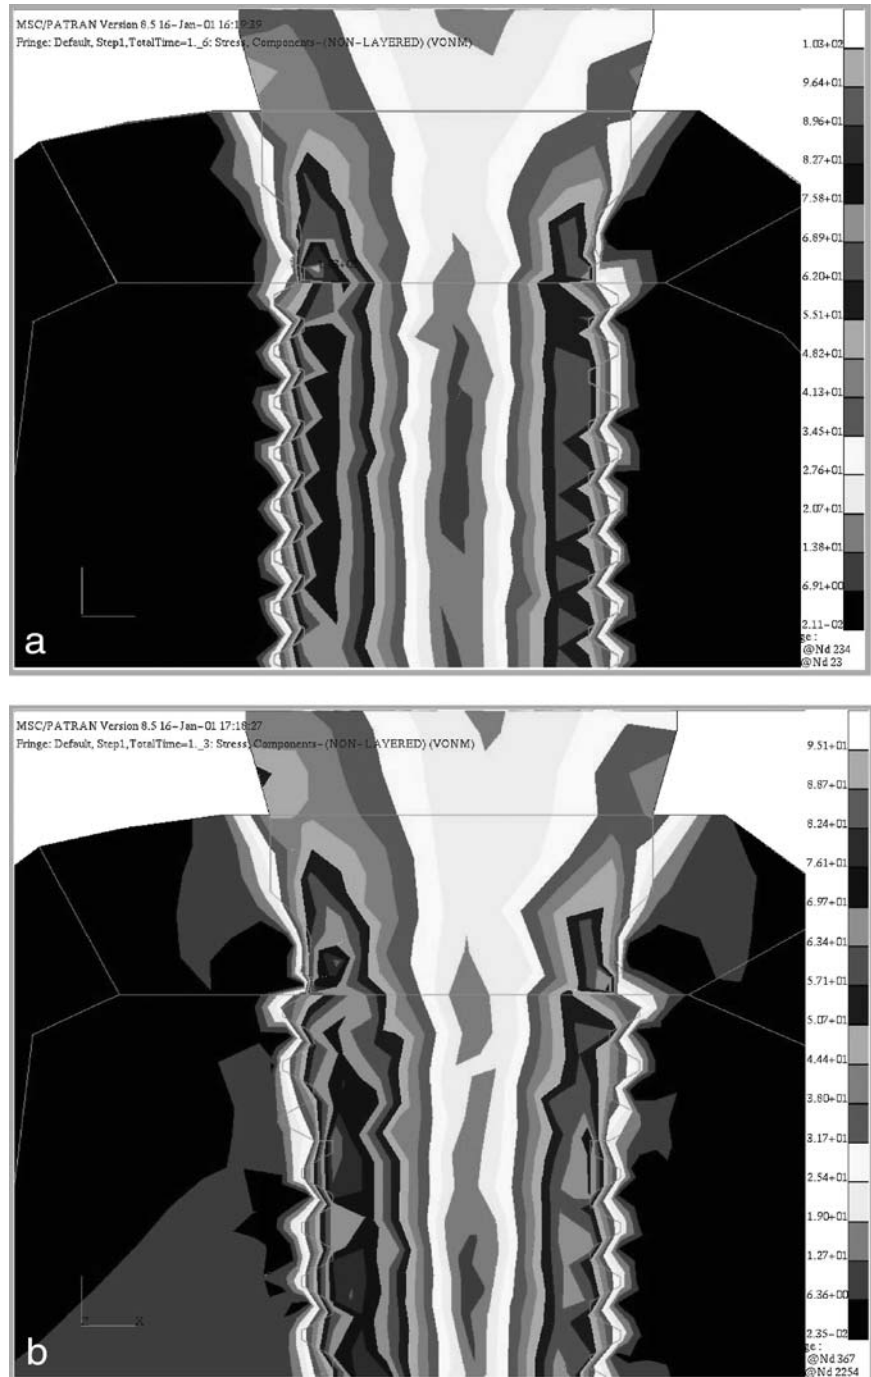 MSC/PATRAN Version 8.5 16-Jan-01 16:19:29
Fringe: Default, Step1,TotalTime=1._6: Stress, Components-(NON-LAYERED) (VONM)
1.03+02
9.64+01
8.96+01
8.27+01
7.58+01
6.89+01
6.20+01
5.51+01
4.82+01
4.13+01
3.45+01
2.76+01
2.07+01
1.38+01
6.91+00
2.11-02
ge :
@Nd 234
@Nd 23
a
MSC/PATRAN Version 8.5 16-Jan-01 17:18:27
Fringe: Default, Step1,TotalTime=1._3: Stress, Components-(NON-LAYERED) (VONM)
9.51+01
8.87+01
8.24+01
7.61+01
6.97+01
6.34+01
5.71+01
5.07+01
4.44+01
3.80+01
3.17+01
2.54+01
1.90+01
1.27+01
6.36+00
2.35-02
ge :
@Nd 367
@Nd 2254
Z X
b